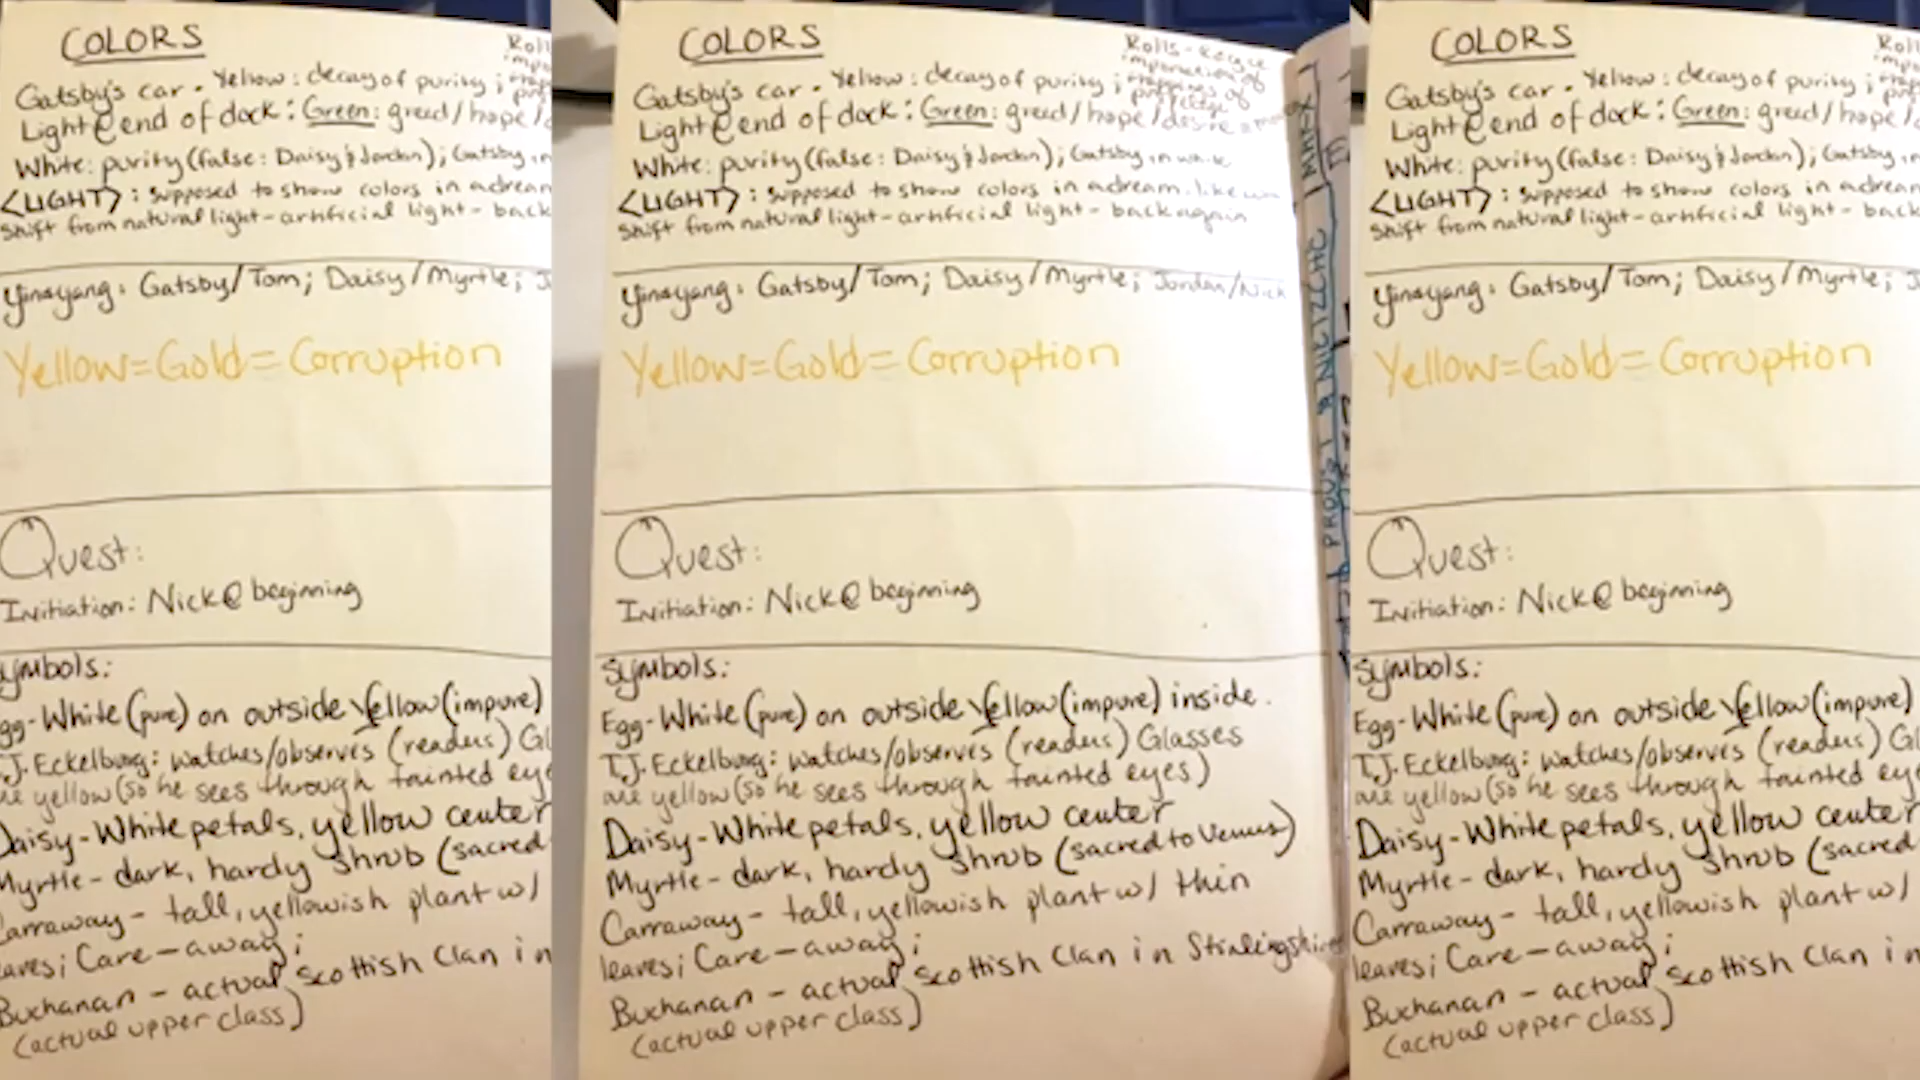 COLORS
Rolls-Royce
Gatsby's car - Yellow: decay of purity;
Light @ end of dock: Green: greed/hope/desire
White: purity (false: Daisy & Jordan); Gatsby in white
<LIGHT>: supposed to show colors in a dream-like
shift from natural light-artificial light-back again
Yin & yang: Gatsby/Tom; Daisy/Myrtle; Jordan/Nick
Yellow=Gold=Corruption
Quest:
Initiation: Nick @ beginning
Symbols:
Egg-White (pure) on outside Yellow (impure) inside.
T.J. Eckelburg: watches/observes (readers) Glasses
are yellow (so he sees through tainted eyes)
Daisy-White petals, yellow center
Myrtle-dark, hardy shrub (sacred to Venus)
Carraway-tall, yellowish plant w/ thin
leaves; Care-away;
Buchanan-actual Scottish Clan in Stirlingshire
(actual upper class)
MARX
PROUST & NIETZCHE